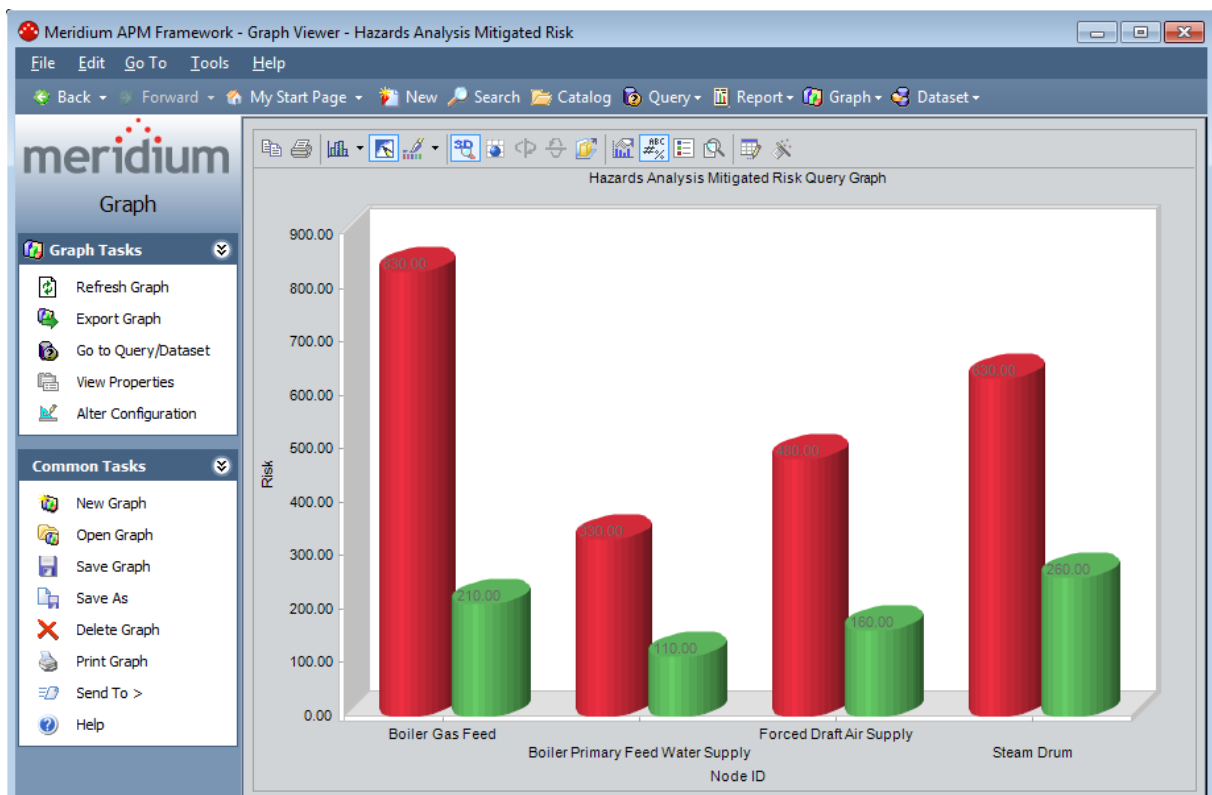 Meridium APM Framework - Graph Viewer - Hazards Analysis Mitigated Risk
File Edit Go To Tools Help
Back Forward My Start Page New Search Catalog Query Report Graph Dataset
meridium
Graph
Graph Tasks
Refresh Graph
Export Graph
Go to Query/Dataset
View Properties
Alter Configuration
Common Tasks
New Graph
Open Graph
Save Graph
Save As
Delete Graph
Print Graph
Send To >
Help
3D ABC #%
Hazards Analysis Mitigated Risk Query Graph
900.00
800.00
700.00
600.00
500.00
400.00
300.00
200.00
100.00
0.00
Risk
830.00
210.00
330.00
110.00
480.00
160.00
630.00
260.00
Boiler Gas Feed
Boiler Primary Feed Water Supply
Forced Draft Air Supply
Steam Drum
Node ID